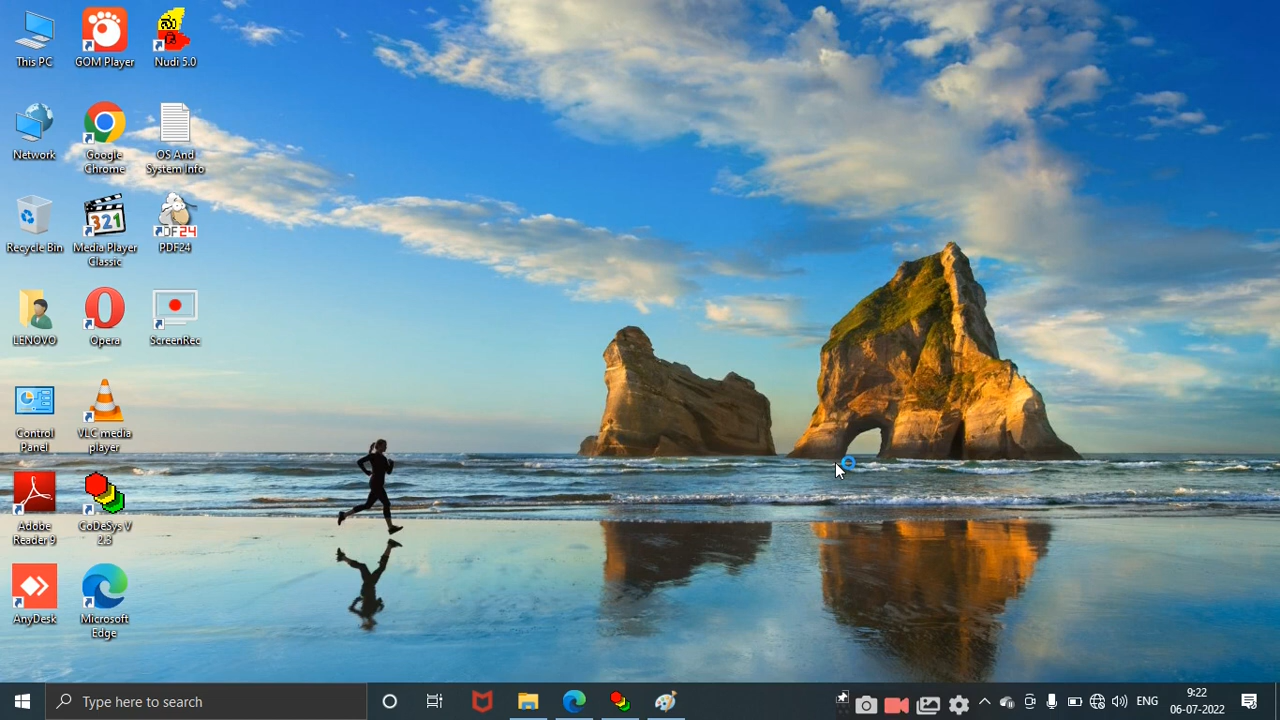 This PC
GOM Player
Nudi 5.0
Network
Google
Chrome
OS And
System Info
Recycle Bin
Media Player
Classic
321
PDF24
DF24
LENOVO
Opera
ScreenRec
Control
Panel
VLC media
player
Adobe
Reader 9
CoDeSys V
2.3
AnyDesk
Microsoft
Edge
Type here to search
ENG
9:22
06-07-2022